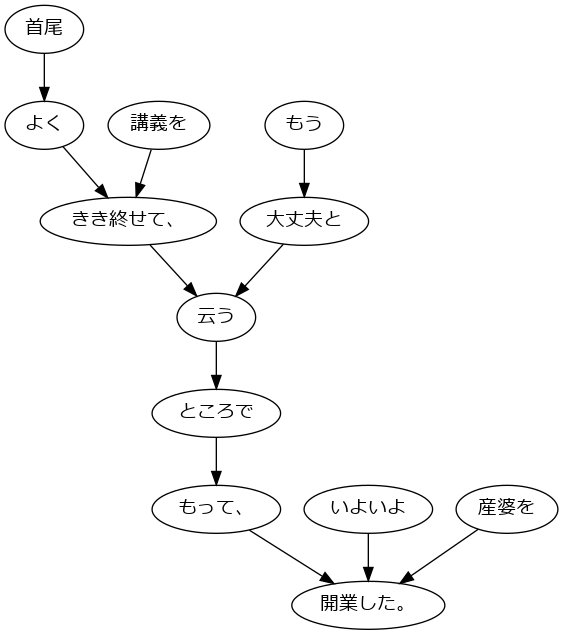 首尾
よく
講義を
もう
きき終せて、
大丈夫と
云う
ところで
もって、
いよいよ
産婆を
開業した。